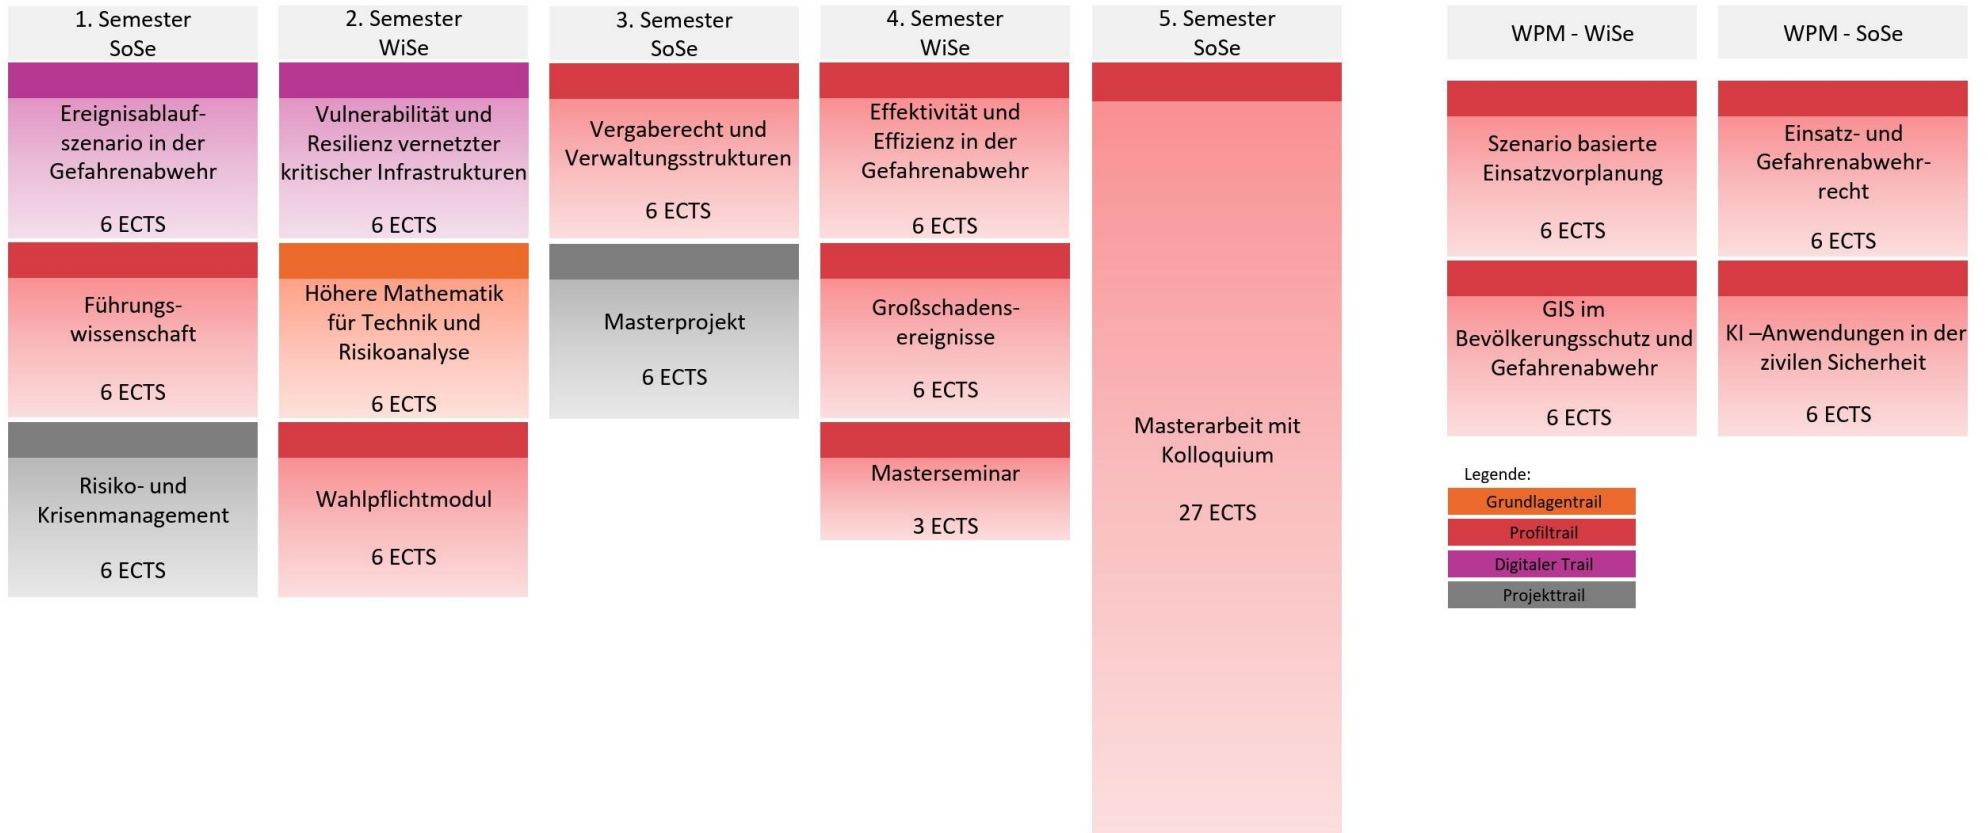 1. Semester
SoSe
Ereignisablauf-
szenario in der
Gefahrenabwehr
6 ECTS
Führungs-
wissenschaft
6 ECTS
Risiko- und
Krisenmanagement
6 ECTS
2. Semester
WiSe
Vulnerabilität und
Resilienz vernetzter
kritischer Infrastrukturen
6 ECTS
Höhere Mathematik
für Technik und
Risikoanalyse
6 ECTS
Wahlpflichtmodul
6 ECTS
3. Semester
SoSe
Vergaberecht und
Verwaltungsstrukturen
6 ECTS
Masterprojekt
6 ECTS
4. Semester
WiSe
Effektivität und
Effizienz in der
Gefahrenabwehr
6 ECTS
Großschadens-
ereignisse
6 ECTS
Masterseminar
3 ECTS
5. Semester
SoSe
Masterarbeit mit
Kolloquium
27 ECTS
WPM - WiSe
Szenario basierte
Einsatzvorplanung
6 ECTS
GIS im
Bevölkerungsschutz und
Gefahrenabwehr
6 ECTS
WPM - SoSe
Einsatz- und
Gefahrenabwehr-
recht
6 ECTS
KI –Anwendungen in der
zivilen Sicherheit
6 ECTS
Legende:
Grundlagentrail
Profiltrail
Digitaler Trail
Projekttrail